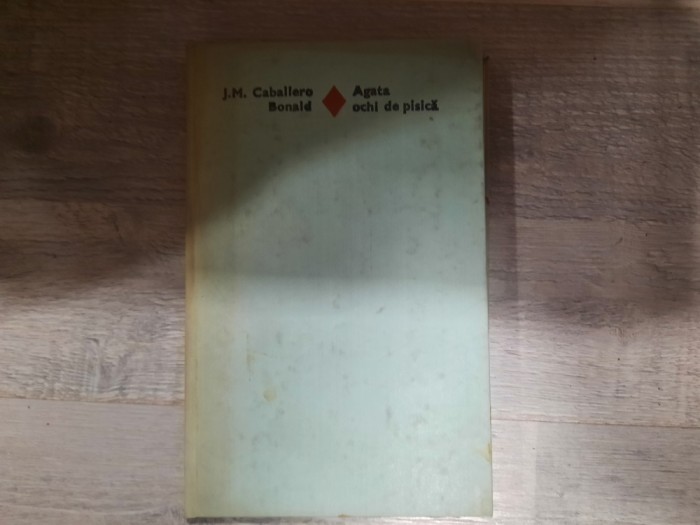 J.M. Caballero
Bonald
Agata
ochi de pisică